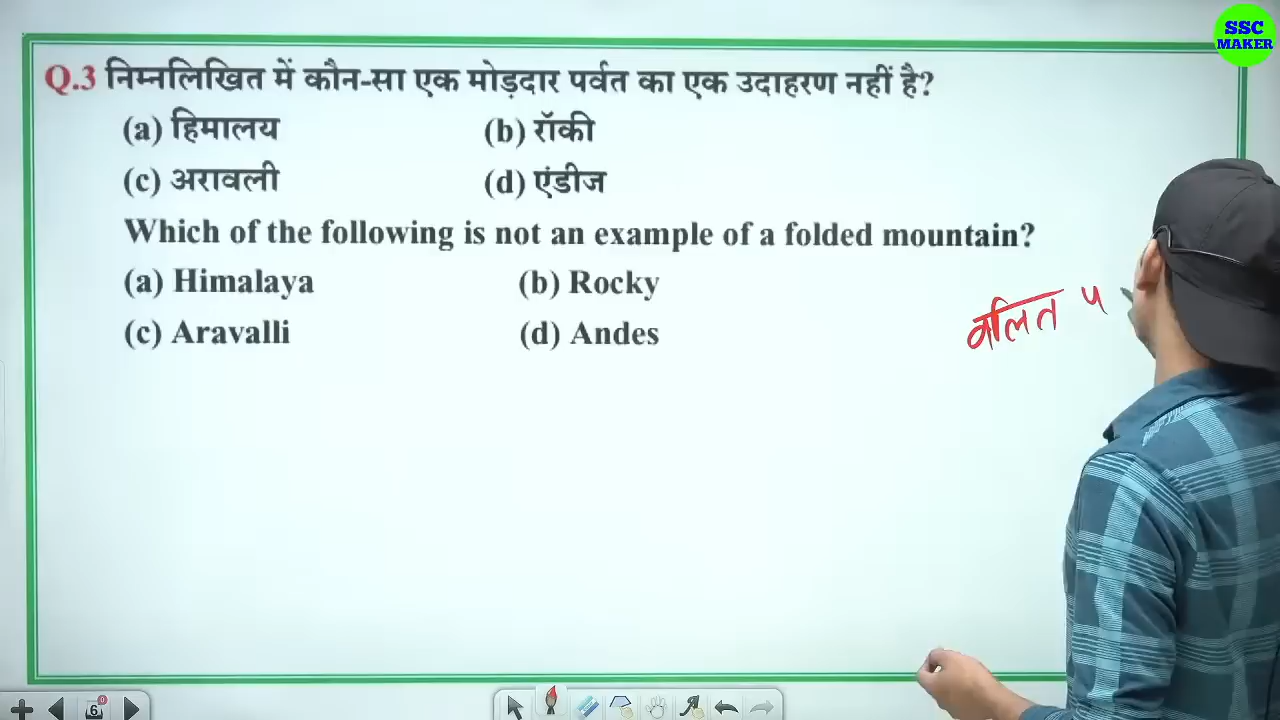 SSC
MAKER
Q.3 निम्नलिखित में कौन-सा एक मोड़दार पर्वत का एक उदाहरण नहीं है?
(a) हिमालय (b) रॉकी
(c) अरावली (d) एंडीज
Which of the following is not an example of a folded mountain?
(a) Himalaya (b) Rocky
(c) Aravalli (d) Andes
वलित प
6